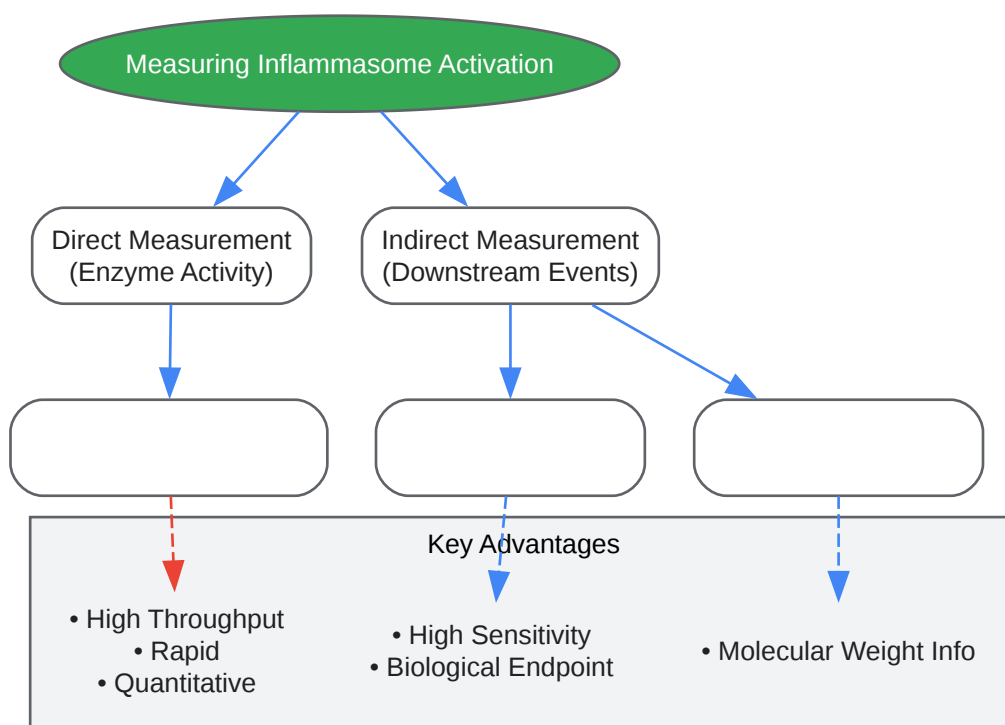 Measuring Inflammasome Activation
Direct Measurement
(Enzyme Activity)
Indirect Measurement
(Downstream Events)
Key Advantages
• High Throughput
• Rapid
• Quantitative
• High Sensitivity
• Biological Endpoint
• Molecular Weight Info